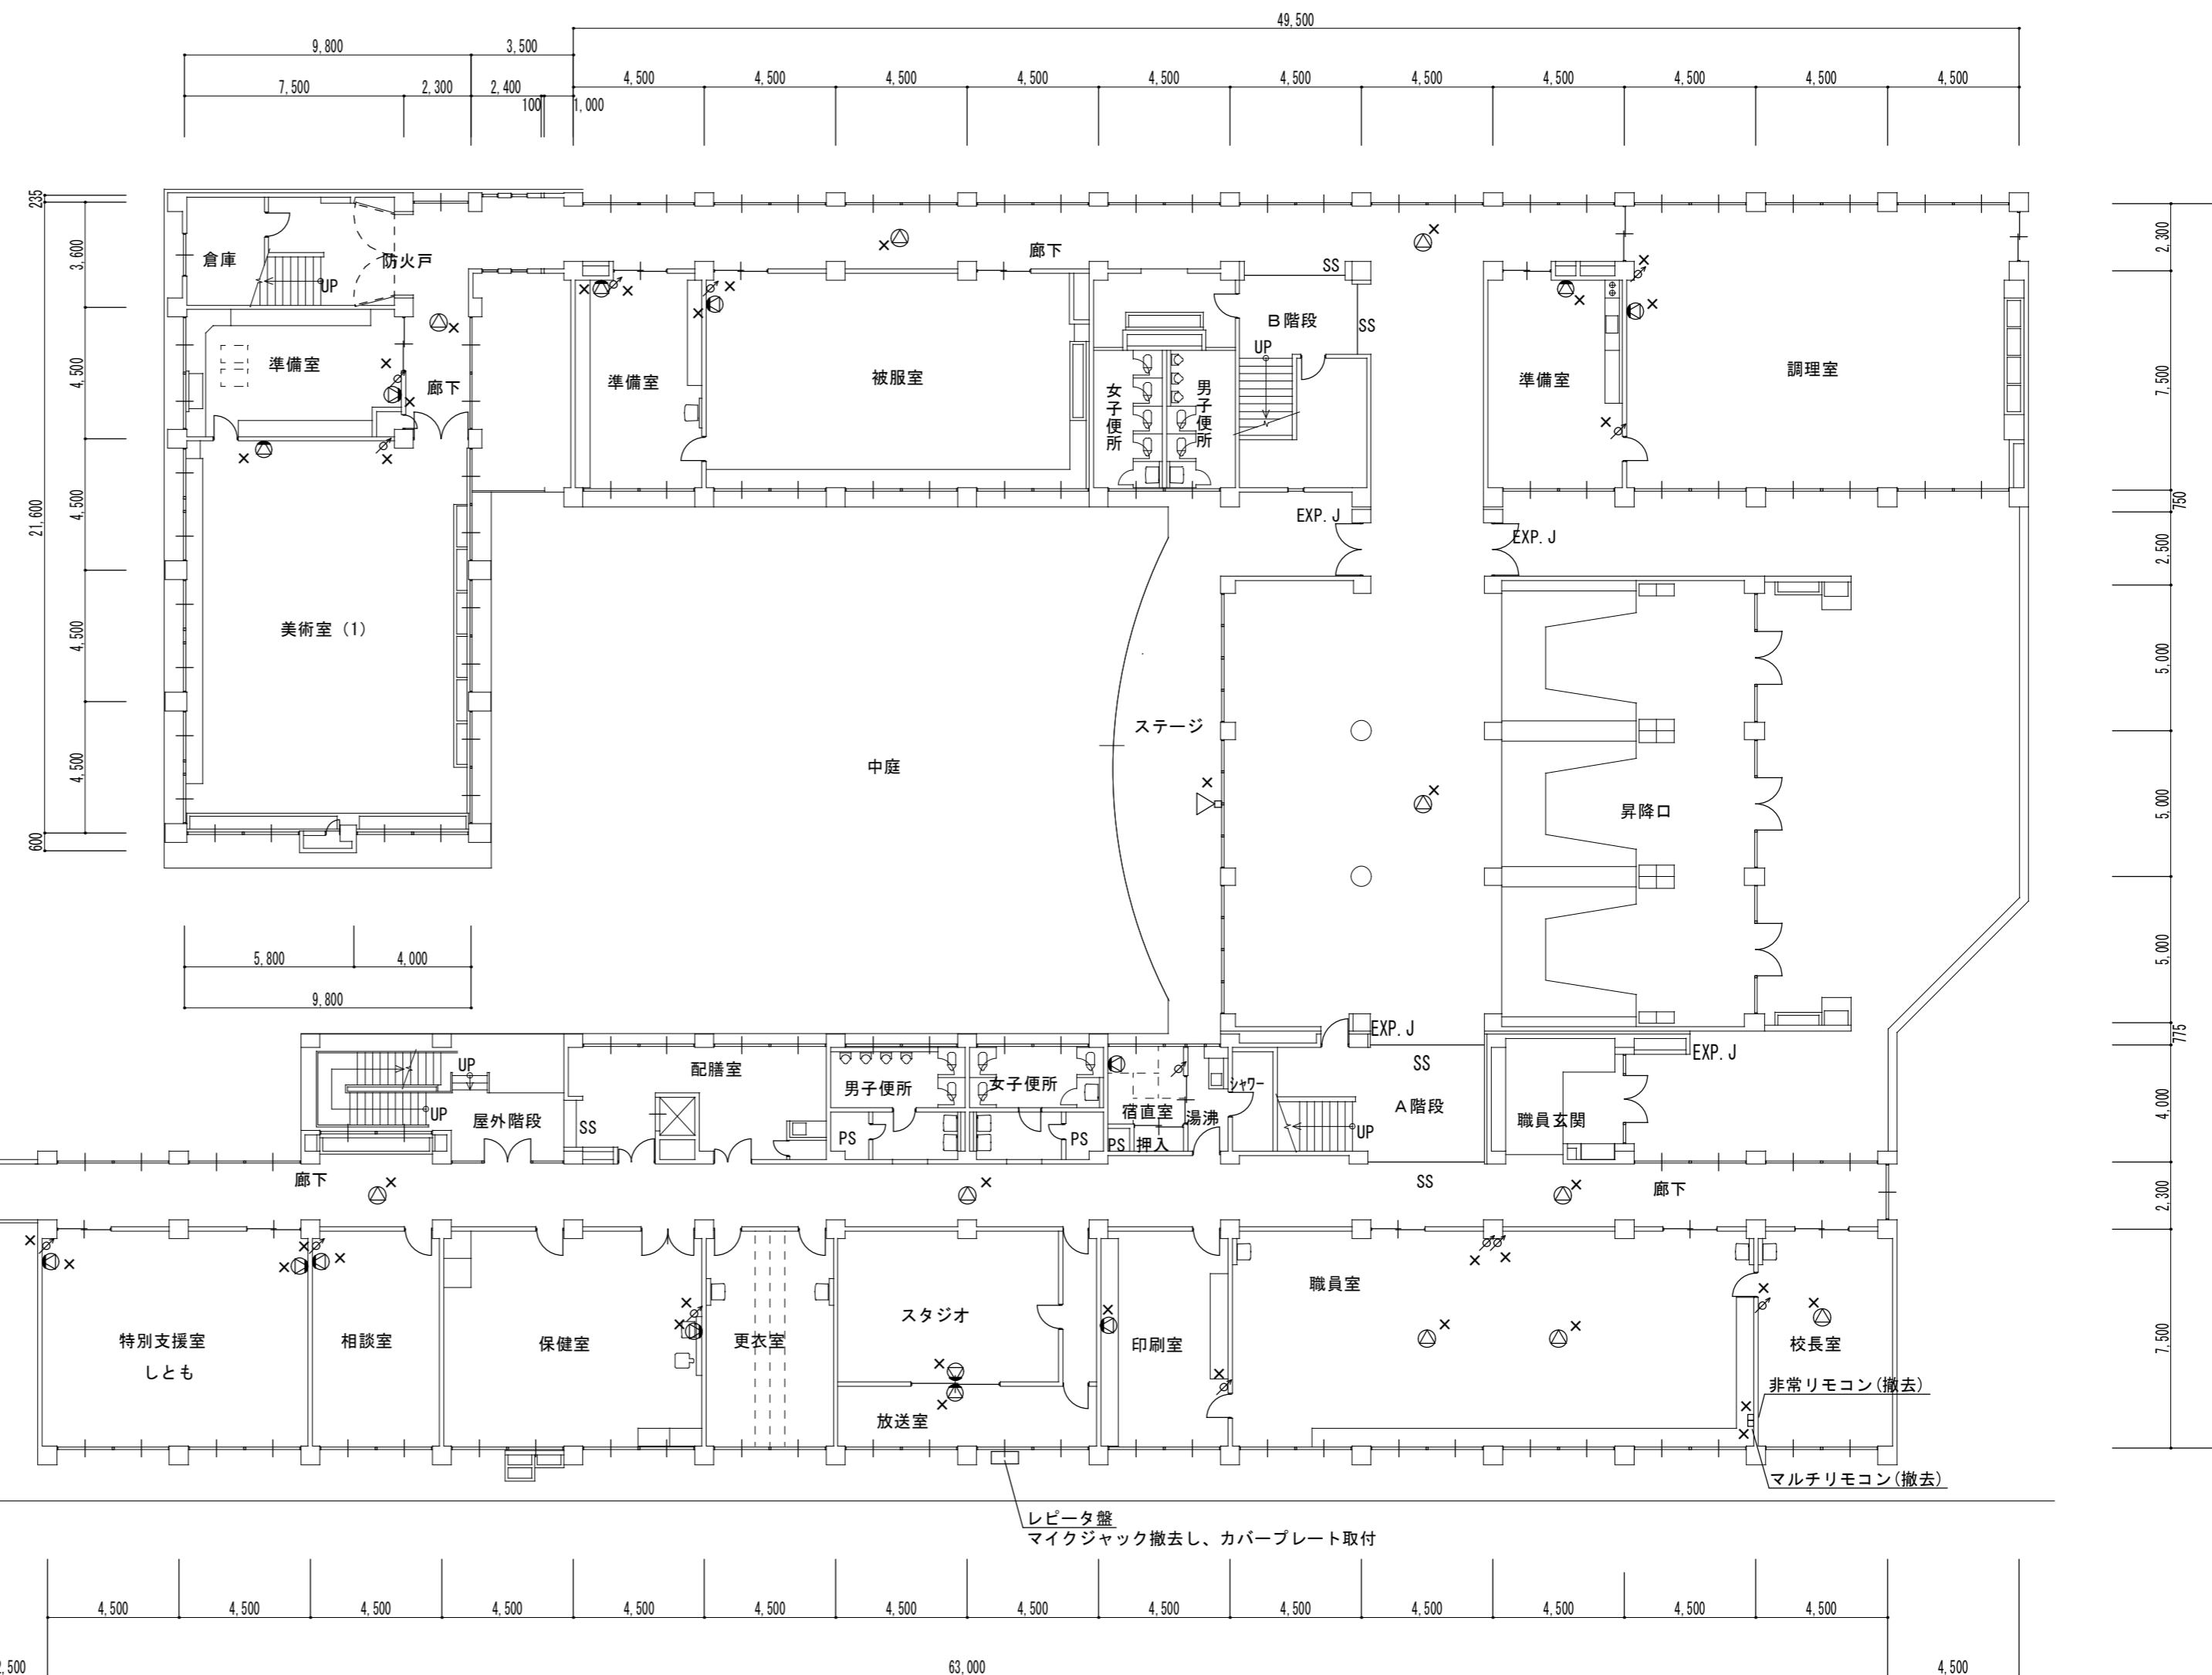 49,500
9,800
3,500
4,500
4,500
4,500
4,500
4,500
4,500
4,500
4,500
4,500
4,500
4,500
7,500
2,300
2,400
100
1,000
235
3,600
4,500
4,500
4,500
4,500
21,600
600
倉庫
UP
防火戸
廊下
SS
準備室
廊下
準備室
被服室
女子便所
男子便所
B階段
UP
SS
準備室
調理室
2,300
7,500
750
2,500
5,000
5,000
5,000
775
4,000
2,300
7,500
EXP.J
EXP.J
美術室(1)
中庭
ステージ
昇降口
5,800
4,000
9,800
EXP.J
EXP.J
UP
UP
屋外階段
SS
配膳室
男子便所
女子便所
PS
PS
宿直室
PS
押入
湯沸
シャワー
UP
A階段
SS
職員玄関
廊下
SS
廊下
特別支援室
しとも
相談室
保健室
更衣室
スタジオ
放送室
印刷室
職員室
校長室
非常リモコン(撤去)
マルチリモコン(撤去)
レピータ盤
マイクジャック撤去し、カバープレート取付
4,500
4,500
4,500
4,500
4,500
4,500
4,500
4,500
4,500
4,500
4,500
4,500
4,500
4,500
63,000
4,500